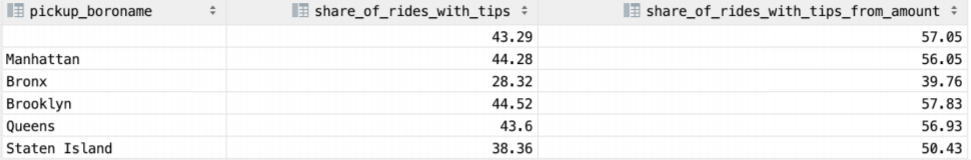 pickup_boroname share_of_rides_with_tips share_of_rides_with_tips_from_amount
43.29 57.05
Manhattan 44.28 56.05
Bronx 28.32 39.76
Brooklyn 44.52 57.83
Queens 43.6 56.93
Staten Island 38.36 50.43